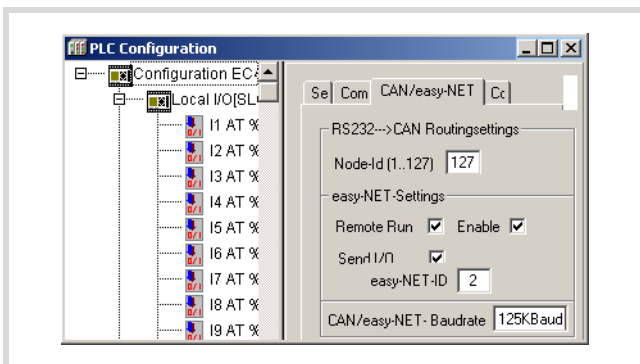 PLC Configuration
Configuration EC4
Local I/O[SL
I1 AT %
I2 AT %
I3 AT %
I4 AT %
I5 AT %
I6 AT %
I7 AT %
I8 AT %
I9 AT %
Se Com CAN/easy-NET Cc
RS232--->CAN Routingsettings
Node-Id (1..127) 127
easy-NET-Settings
Remote Run Enable
Send I/O
easy-NET-ID 2
CAN/easy-NET- Baudrate 125KBaud